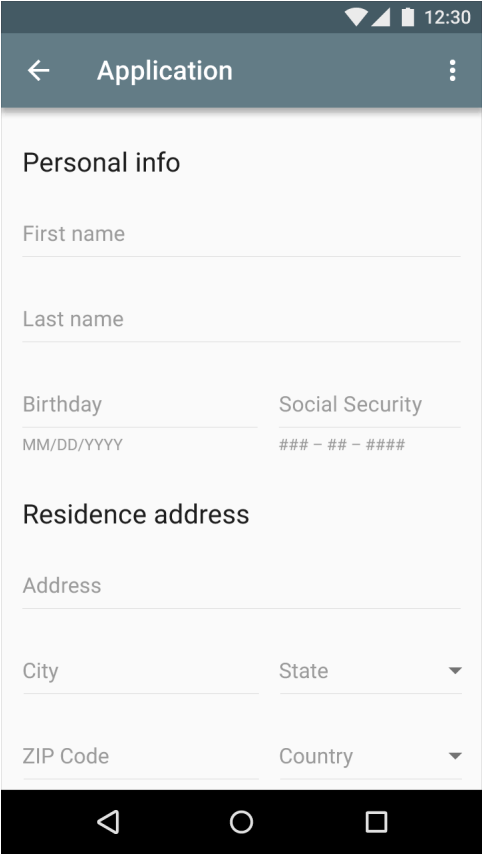 12:30
Application
Personal info
First name
Last name
Birthday Social Security
MM/DD/YYYY ### – ## – ####
Residence address
Address
City State
ZIP Code Country